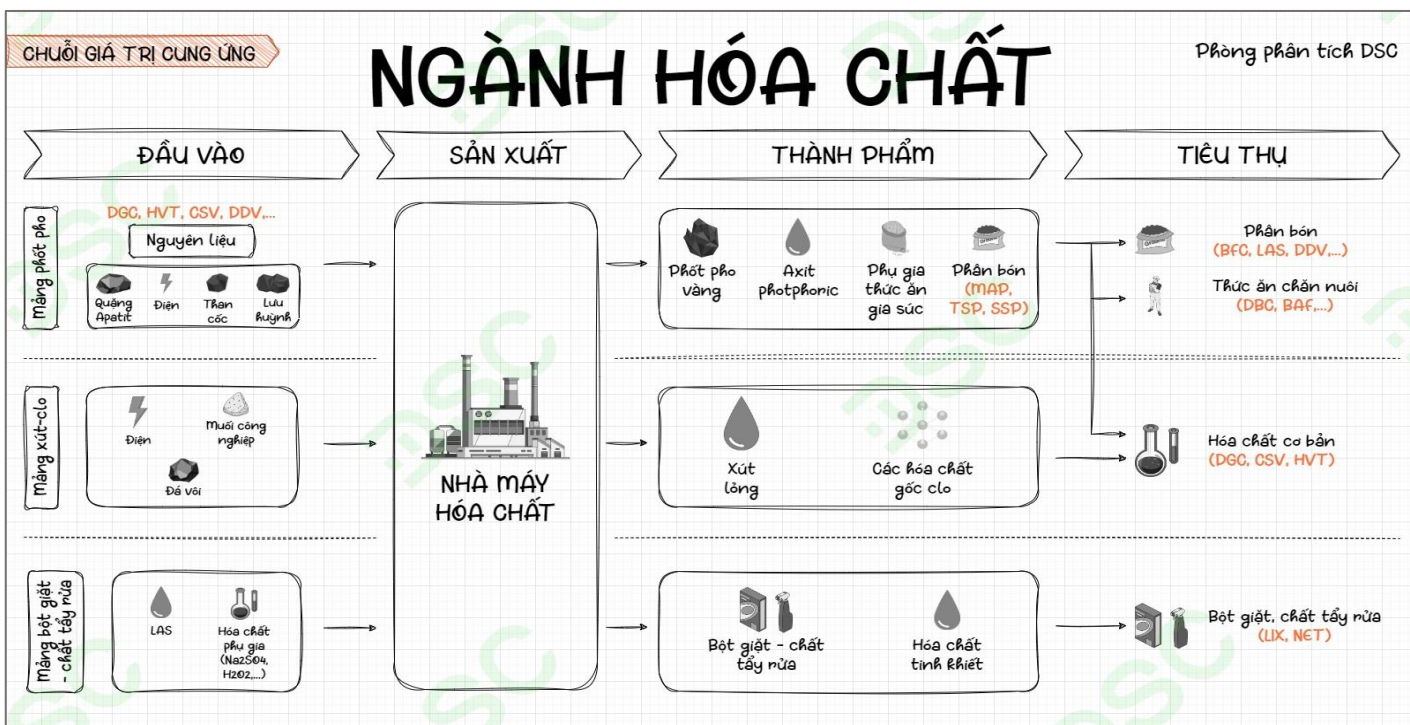 CHUỖI GIÁ TRỊ CUNG ỨNG
NGÀNH HÓA CHẤT
Phòng phân tích DSC
ĐẦU VÀO
SẢN XUẤT
THÀNH PHẨM
TIÊU THỤ
Mảng phốt pho
DGC, HVT, CSV, DDV,...
Nguyên liệu
Quặng
Apatit
Điện
Than
cốc
Lưu
huỳnh
Phốt pho
vàng
Axit
photphoric
Phụ gia
thức ăn
gia súc
Phân bón
(MAP,
TSP, SSP)
Phân bón
(BFC, LAS, DDV,...)
Thức ăn chăn nuôi
(DBC, BAF,...)
Mảng xút-clo
Điện
Muối công
nghiệp
Đá vôi
NHÀ MÁY
HÓA CHẤT
Xút
lỏng
Các hóa chất
gốc clo
Hóa chất cơ bản
(DGC, CSV, HVT)
Mảng bột giặt
- chất tẩy rửa
LAS
Hóa chất
phụ gia
(Na2SO4,
H2O2,...)
Bột giặt - chất
tẩy rửa
Hóa chất
tinh khiết
Bột giặt, chất tẩy rửa
(LIX, NET)
DSC